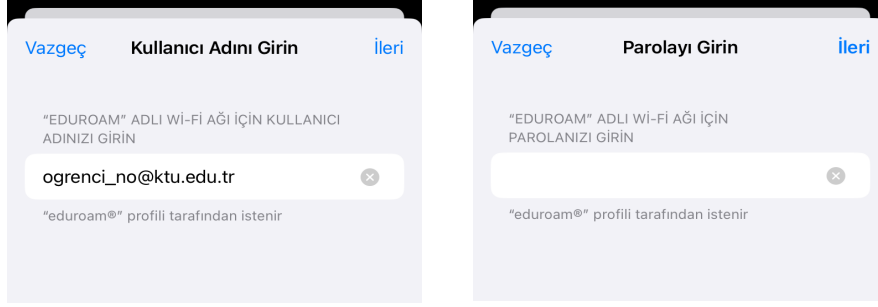 Vazgeç Kullanıcı Adını Girin İleri
“EDUROAM” ADLI Wİ-Fİ AĞI İÇİN KULLANICI
ADINIZI GİRİN
ogrenci_no@ktu.edu.tr
“eduroam®” profili tarafından istenir
Vazgeç Parolayı Girin İleri
“EDUROAM” ADLI Wİ-Fİ AĞI İÇİN
PAROLANIZI GİRİN
“eduroam®” profili tarafından istenir